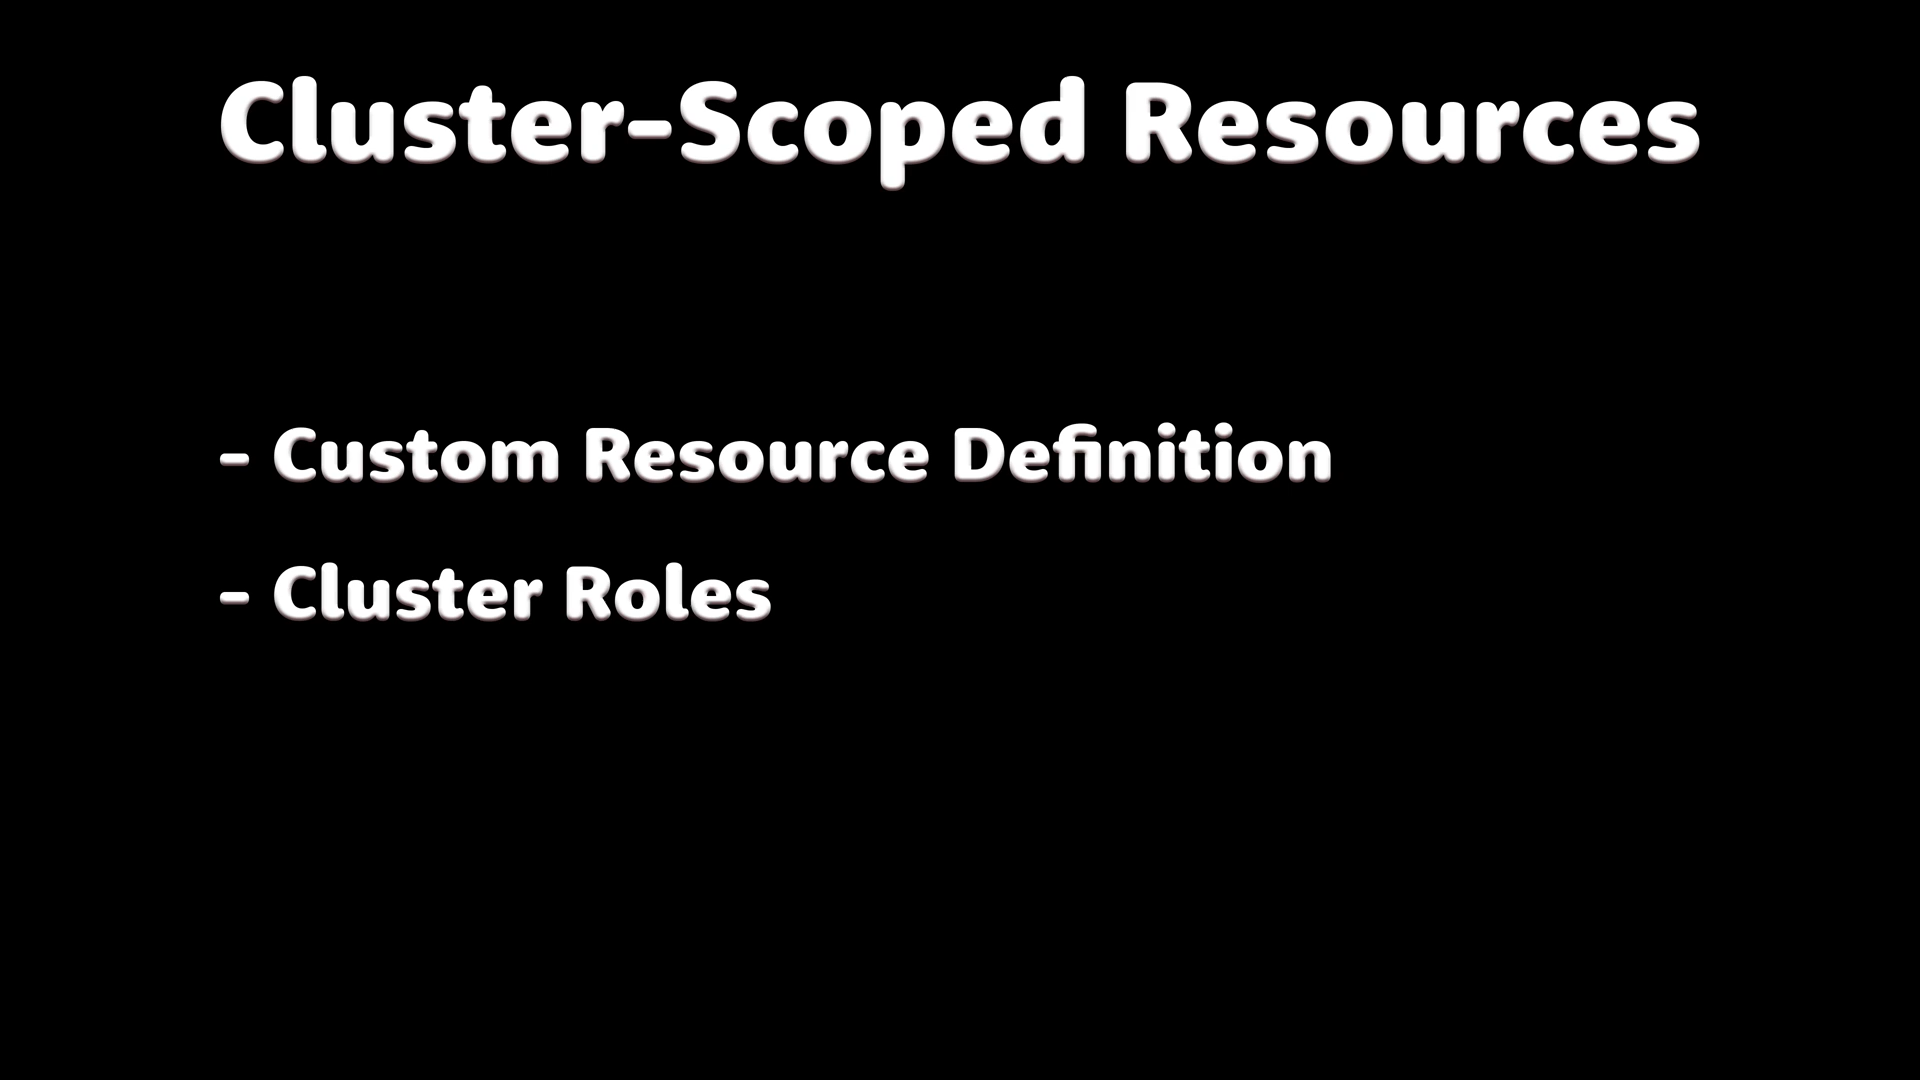 Cluster-Scoped Resources
- Custom Resource Definition
- Cluster Roles